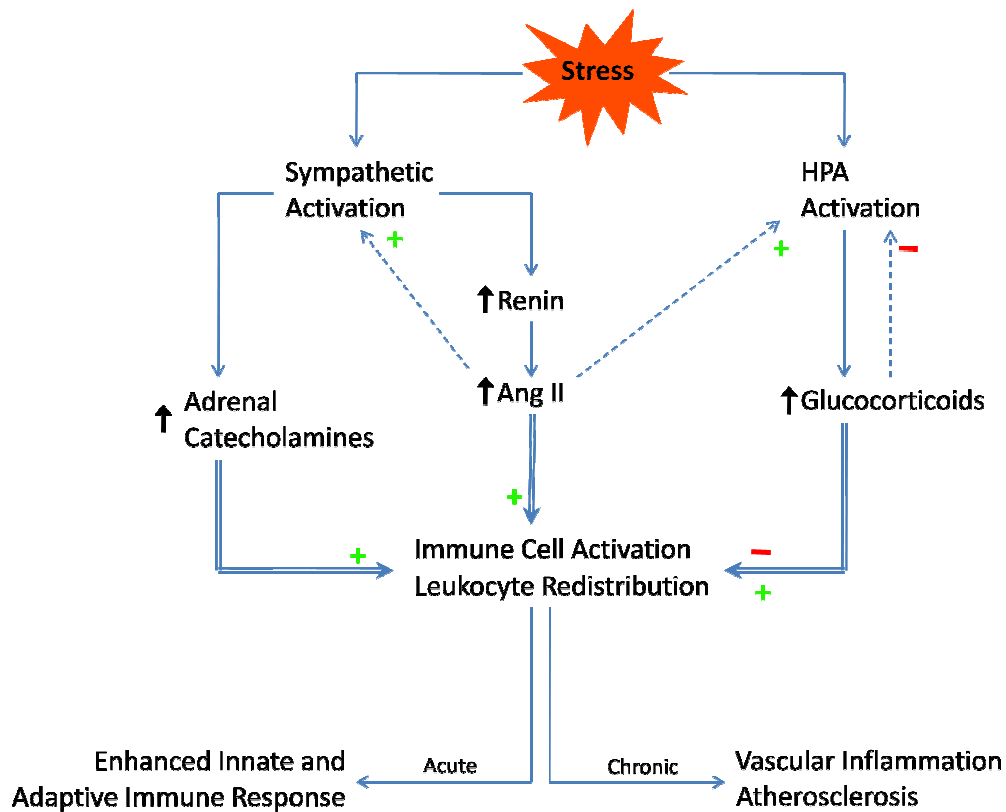 Stress
Sympathetic
Activation
HPA
Activation
+
+
−
↑Renin
↑Ang II
↑Adrenal
Catecholamines
↑Glucocorticoids
+
Immune Cell Activation
Leukocyte Redistribution
+
−
+
Enhanced Innate and
Adaptive Immune Response
Acute
Chronic
Vascular Inflammation
Atherosclerosis